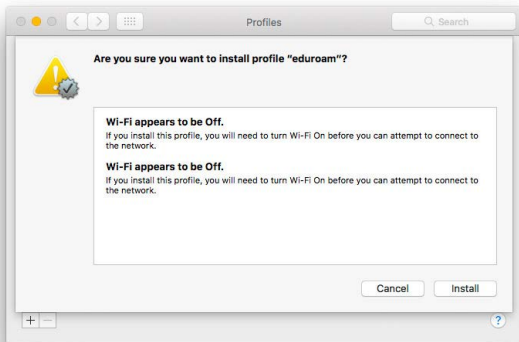 Profiles
Search
Are you sure you want to install profile “eduroam”?
Wi-Fi appears to be Off.
If you install this profile, you will need to turn Wi-Fi On before you can attempt to connect to
the network.
Wi-Fi appears to be Off.
If you install this profile, you will need to turn Wi-Fi On before you can attempt to connect to
the network.
Cancel
Install
+ −
?